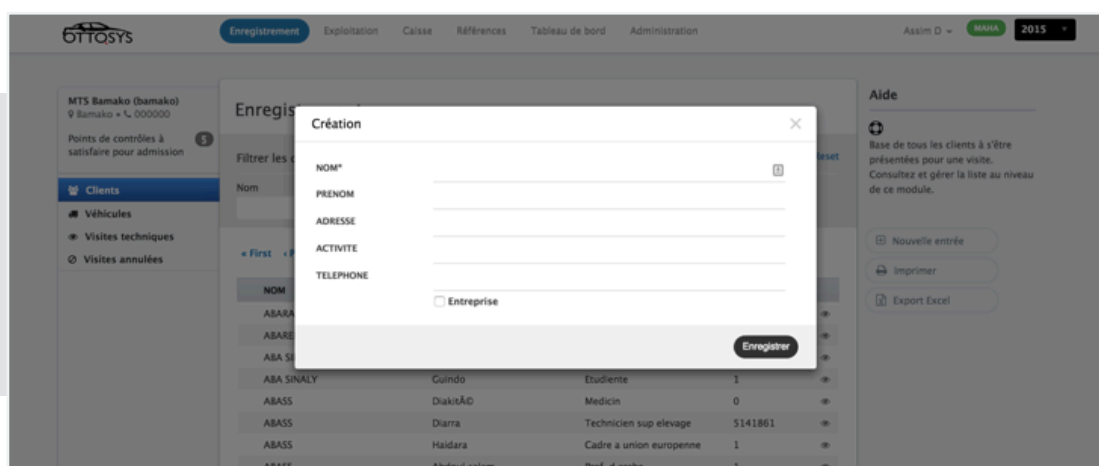 OTTOSYS
Enregistrement Exploitation Caisse Références Tableau de bord Administration
Assim D MAHA 2015
MTS Bamako (bamako)
Bamako • 000000
Points de contrôles à
satisfaire pour admission
5
Clients
Véhicules
Visites techniques
Visites annulées
Enregis
Filtrer les
Reset
Nom
« First ‹ P
NOM
ABARA
ABARE
ABA SI
ABA SINALY Guindo Etudiente 1
ABASS DiakitÃ© Medicin 0
ABASS Diarra Technicien sup elevage 5141861
ABASS Haidara Cadre a union europenne 1
Création
NOM*
PRENOM
ADRESSE
ACTIVITE
TELEPHONE
Entreprise
Enregistrer
Aide
Base de tous les clients à s'être
présentées pour une visite.
Consultez et gérer la liste au niveau
de ce module.
Nouvelle entrée
Imprimer
Export Excel